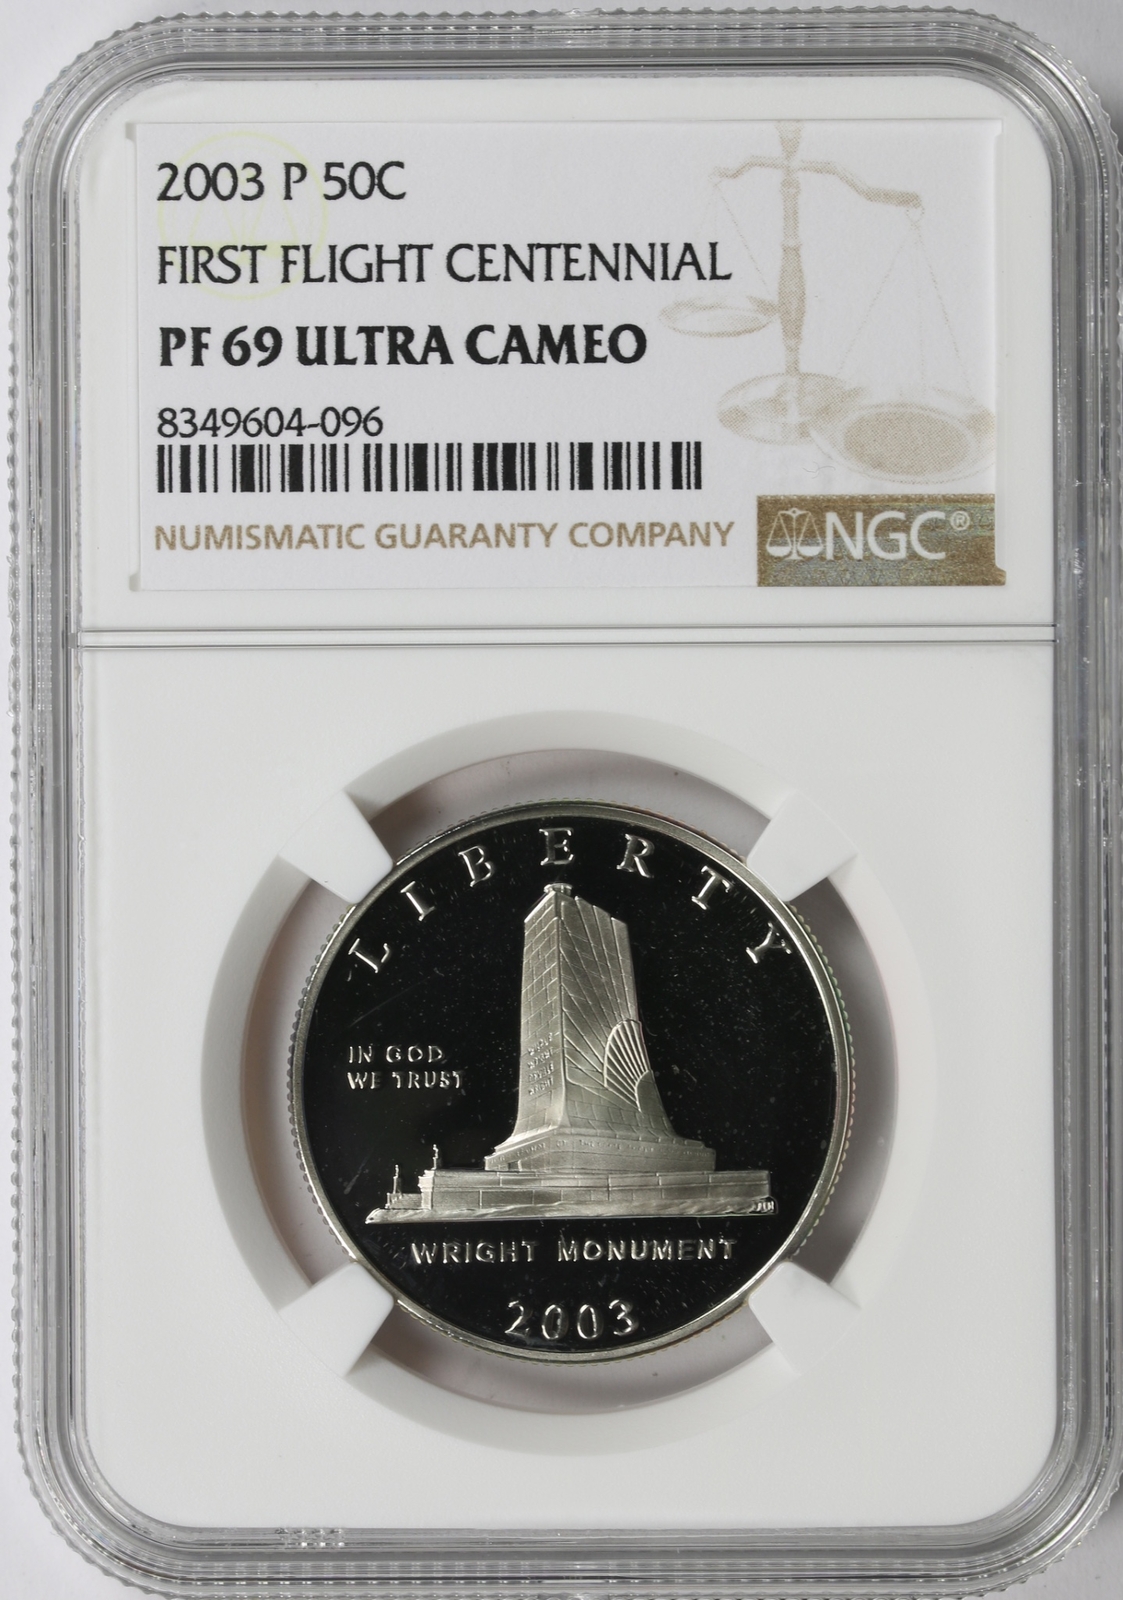 2003 P 50C
FIRST FLIGHT CENTENNIAL
PF 69 ULTRA CAMEO
8349604-096
NUMISMATIC GUARANTY COMPANY
NGC®
LIBERTY
IN GOD
WE TRUST
WRIGHT MONUMENT
2003